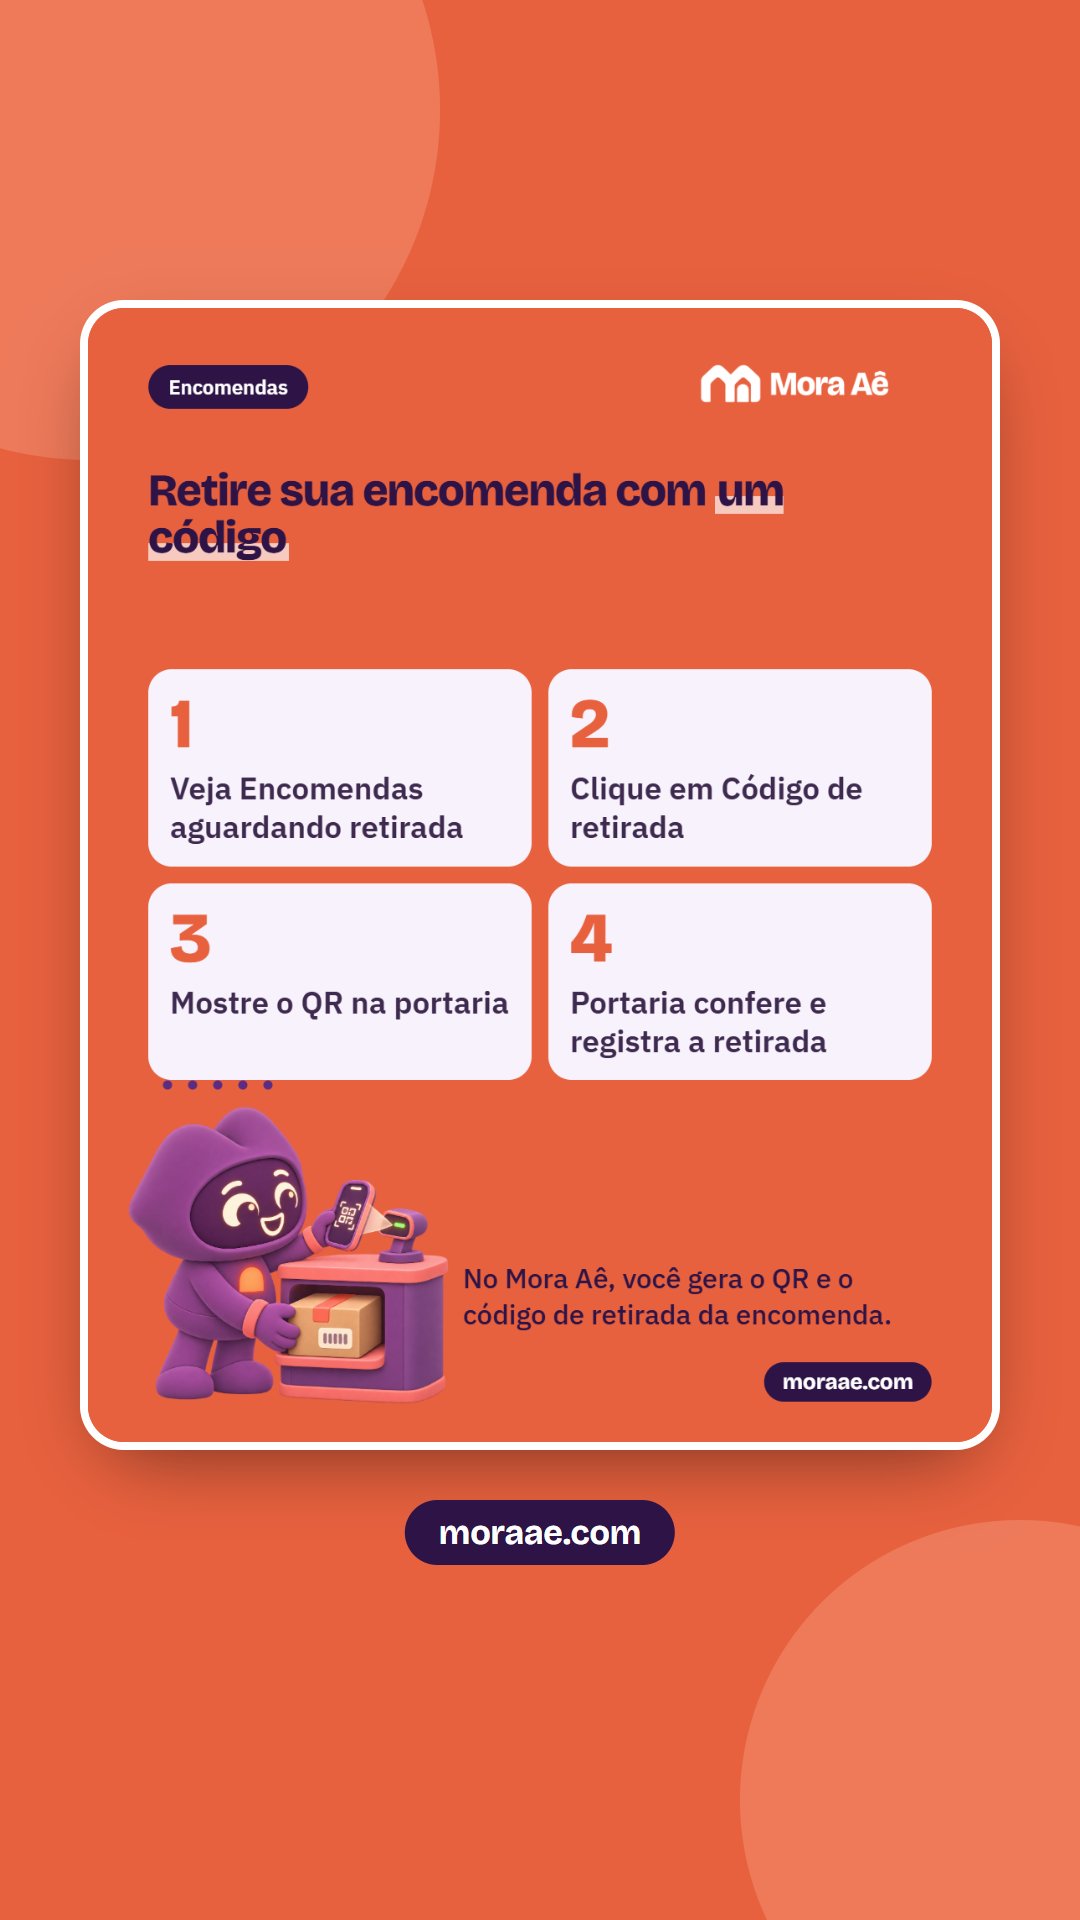 Encomendas
Mora Aê
Retire sua encomenda com um
código
1
Veja Encomendas
aguardando retirada
2
Clique em Código de
retirada
3
Mostre o QR na portaria
4
Portaria confere e
registra a retirada
No Mora Aê, você gera o QR e o
código de retirada da encomenda.
moraae.com
moraae.com